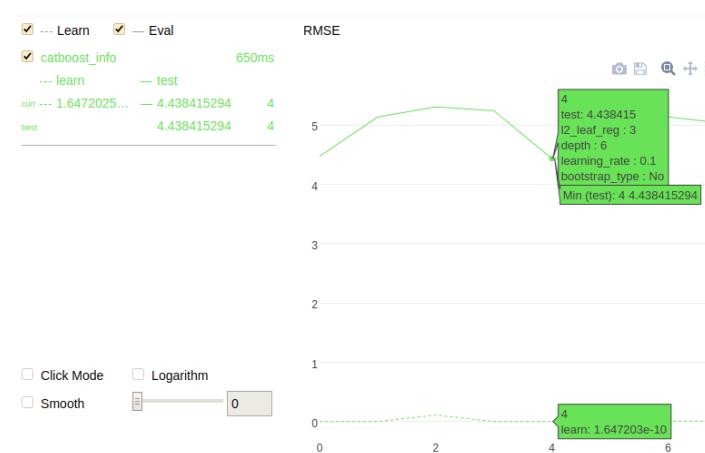 --- Learn — Eval
catboost_info 650ms
--- learn — test
curr --- 1.6472025... — 4.438415294 4
best 4.438415294 4
Click Mode Logarithm
Smooth 0
RMSE
5
4
3
2
1
0
0 2 4 6
4
test: 4.438415
l2_leaf_reg : 3
depth : 6
learning_rate : 0.1
bootstrap_type : No
Min (test): 4 4.438415294
4
learn: 1.647203e-10